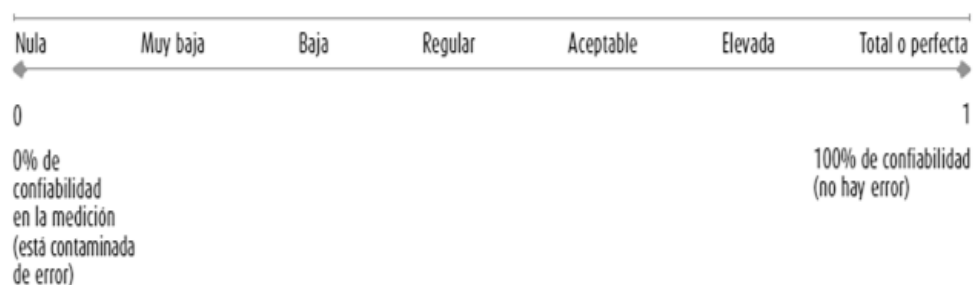 Nula Muy baja Baja Regular Aceptable Elevada Total o perfecta
0 1
0% de
confiabilidad
en la medición
(está contaminada
de error)
100% de confiabilidad
(no hay error)